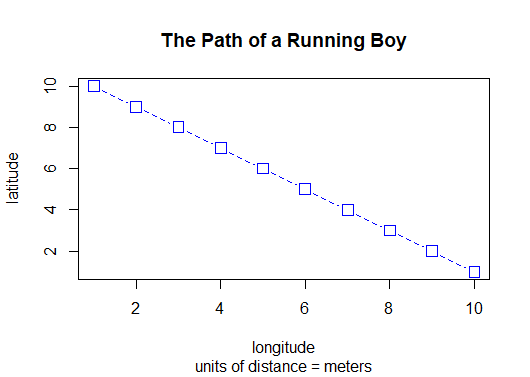 The Path of a Running Boy
latitude
10
8
6
4
2
2 4 6 8 10
longitude
units of distance = meters